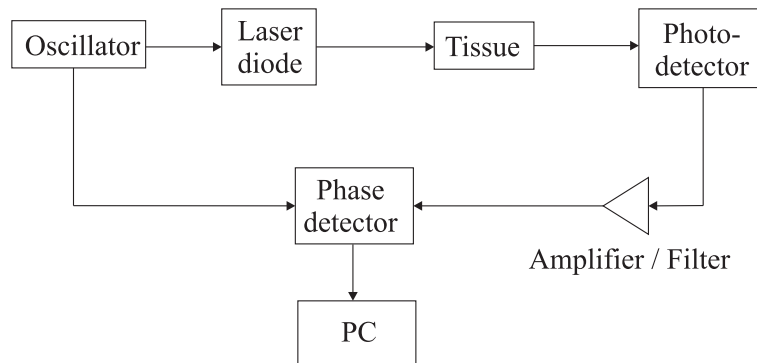 Oscillator
Laser
diode
Tissue
Photo-
detector
Phase
detector
Amplifier / Filter
PC